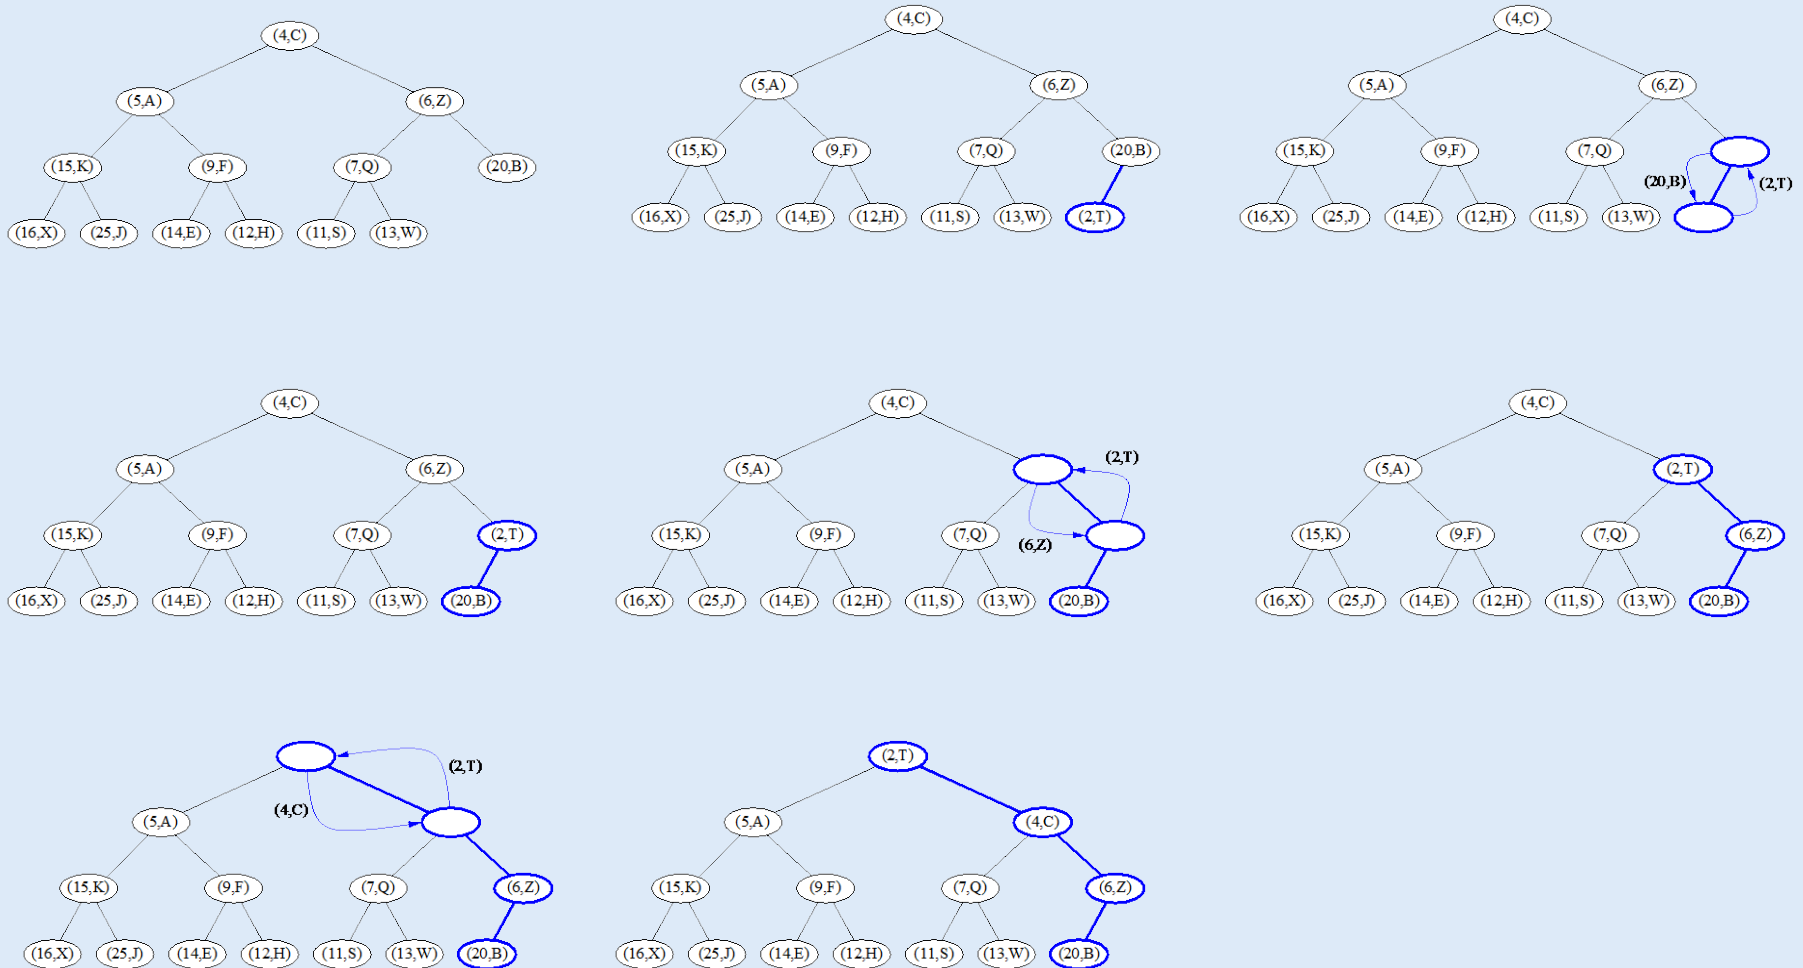 (4,C)
(5,A) (6,Z)
(15,K) (9,F) (7,Q) (20,B)
(16,X) (25,J) (14,E) (12,H) (11,S) (13,W)
(4,C)
(5,A) (6,Z)
(15,K) (9,F) (7,Q) (20,B)
(16,X) (25,J) (14,E) (12,H) (11,S) (13,W) (2,T)
(4,C)
(5,A) (6,Z)
(15,K) (9,F) (7,Q)
(20,B) (2,T)
(16,X) (25,J) (14,E) (12,H) (11,S) (13,W)
(4,C)
(5,A) (6,Z)
(15,K) (9,F) (7,Q) (2,T)
(16,X) (25,J) (14,E) (12,H) (11,S) (13,W) (20,B)
(4,C)
(2,T)
(5,A)
(15,K) (9,F) (7,Q)
(6,Z)
(16,X) (25,J) (14,E) (12,H) (11,S) (13,W) (20,B)
(4,C)
(5,A) (2,T)
(15,K) (9,F) (7,Q) (6,Z)
(16,X) (25,J) (14,E) (12,H) (11,S) (13,W) (20,B)
(2,T)
(4,C)
(5,A)
(15,K) (9,F) (7,Q) (6,Z)
(16,X) (25,J) (14,E) (12,H) (11,S) (13,W) (20,B)
(2,T)
(5,A) (4,C)
(15,K) (9,F) (7,Q) (6,Z)
(16,X) (25,J) (14,E) (12,H) (11,S) (13,W) (20,B)